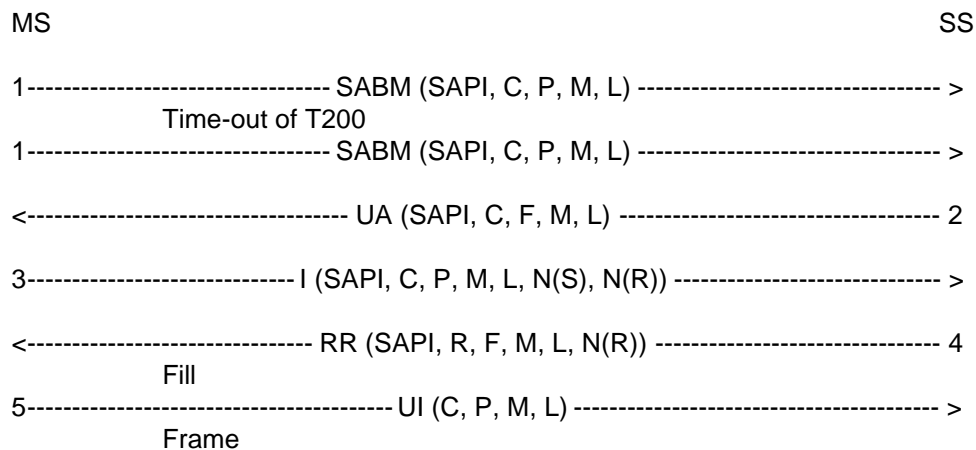 MS SS
1---------------------------------- SABM (SAPI, C, P, M, L) ---------------------------------- >
Time-out of T200
1---------------------------------- SABM (SAPI, C, P, M, L) ---------------------------------- >
<------------------------------------ UA (SAPI, C, F, M, L) ------------------------------------ 2
3------------------------------ I (SAPI, C, P, M, L, N(S), N(R)) ------------------------------ >
<-------------------------------- RR (SAPI, R, F, M, L, N(R)) -------------------------------- 4
Fill
5----------------------------------------- UI (C, P, M, L) ----------------------------------------- >
Frame